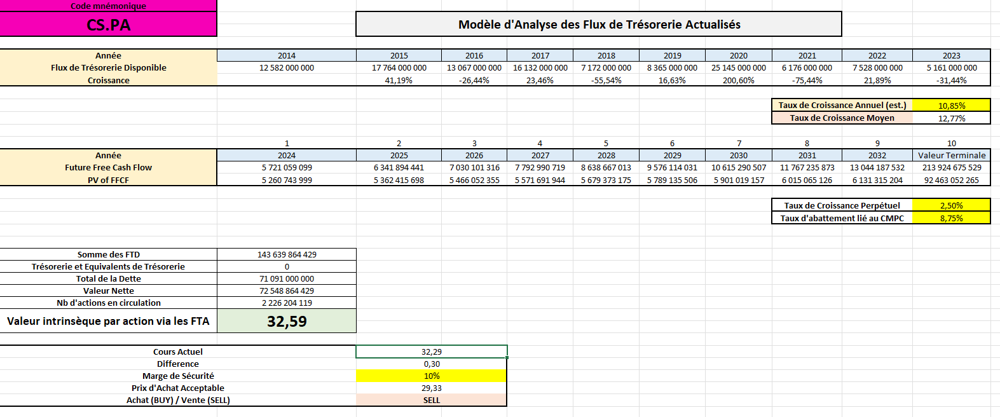 Code mnémonique
CS.PA
Modèle d'Analyse des Flux de Trésorerie Actualisés
Année 2014 2015 2016 2017 2018 2019 2020 2021 2022 2023
Flux de Trésorerie Disponible 12 582 000 000 17 764 000 000 13 067 000 000 16 132 000 000 7 172 000 000 8 365 000 000 25 145 000 000 6 176 000 000 7 528 000 000 5 161 000 000
Croissance 41,19% -26,44% 23,46% -55,54% 16,63% 200,60% -75,44% 21,89% -31,44%
Taux de Croissance Annuel (est.) 10,85%
Taux de Croissance Moyen 12,77%
1 2 3 4 5 6 7 8 9 10
Année 2024 2025 2026 2027 2028 2029 2030 2031 2032 Valeur Terminale
Future Free Cash Flow 5 721 059 099 6 341 894 441 7 030 101 316 7 792 990 719 8 638 667 013 9 576 114 031 10 615 290 507 11 767 235 873 13 044 187 532 213 924 675 529
PV of FFCF 5 260 743 999 5 362 415 698 5 466 052 355 5 571 691 944 5 679 373 175 5 789 135 506 5 901 019 157 6 015 065 126 6 131 315 204 92 463 052 265
Taux de Croissance Perpétuel 2,50%
Taux d'abattement lié au CMPC 8,75%
Somme des FTD 143 639 864 429
Trésorerie et Equivalents de Trésorerie 0
Total de la Dette 71 091 000 000
Valeur Nette 72 548 864 429
Nb d'actions en circulation 2 226 204 119
Valeur intrinsèque par action via les FTA 32,59
Cours Actuel 32,29
Difference 0,30
Marge de Sécurité 10%
Prix d'Achat Acceptable 29,33
Achat (BUY) / Vente (SELL) SELL